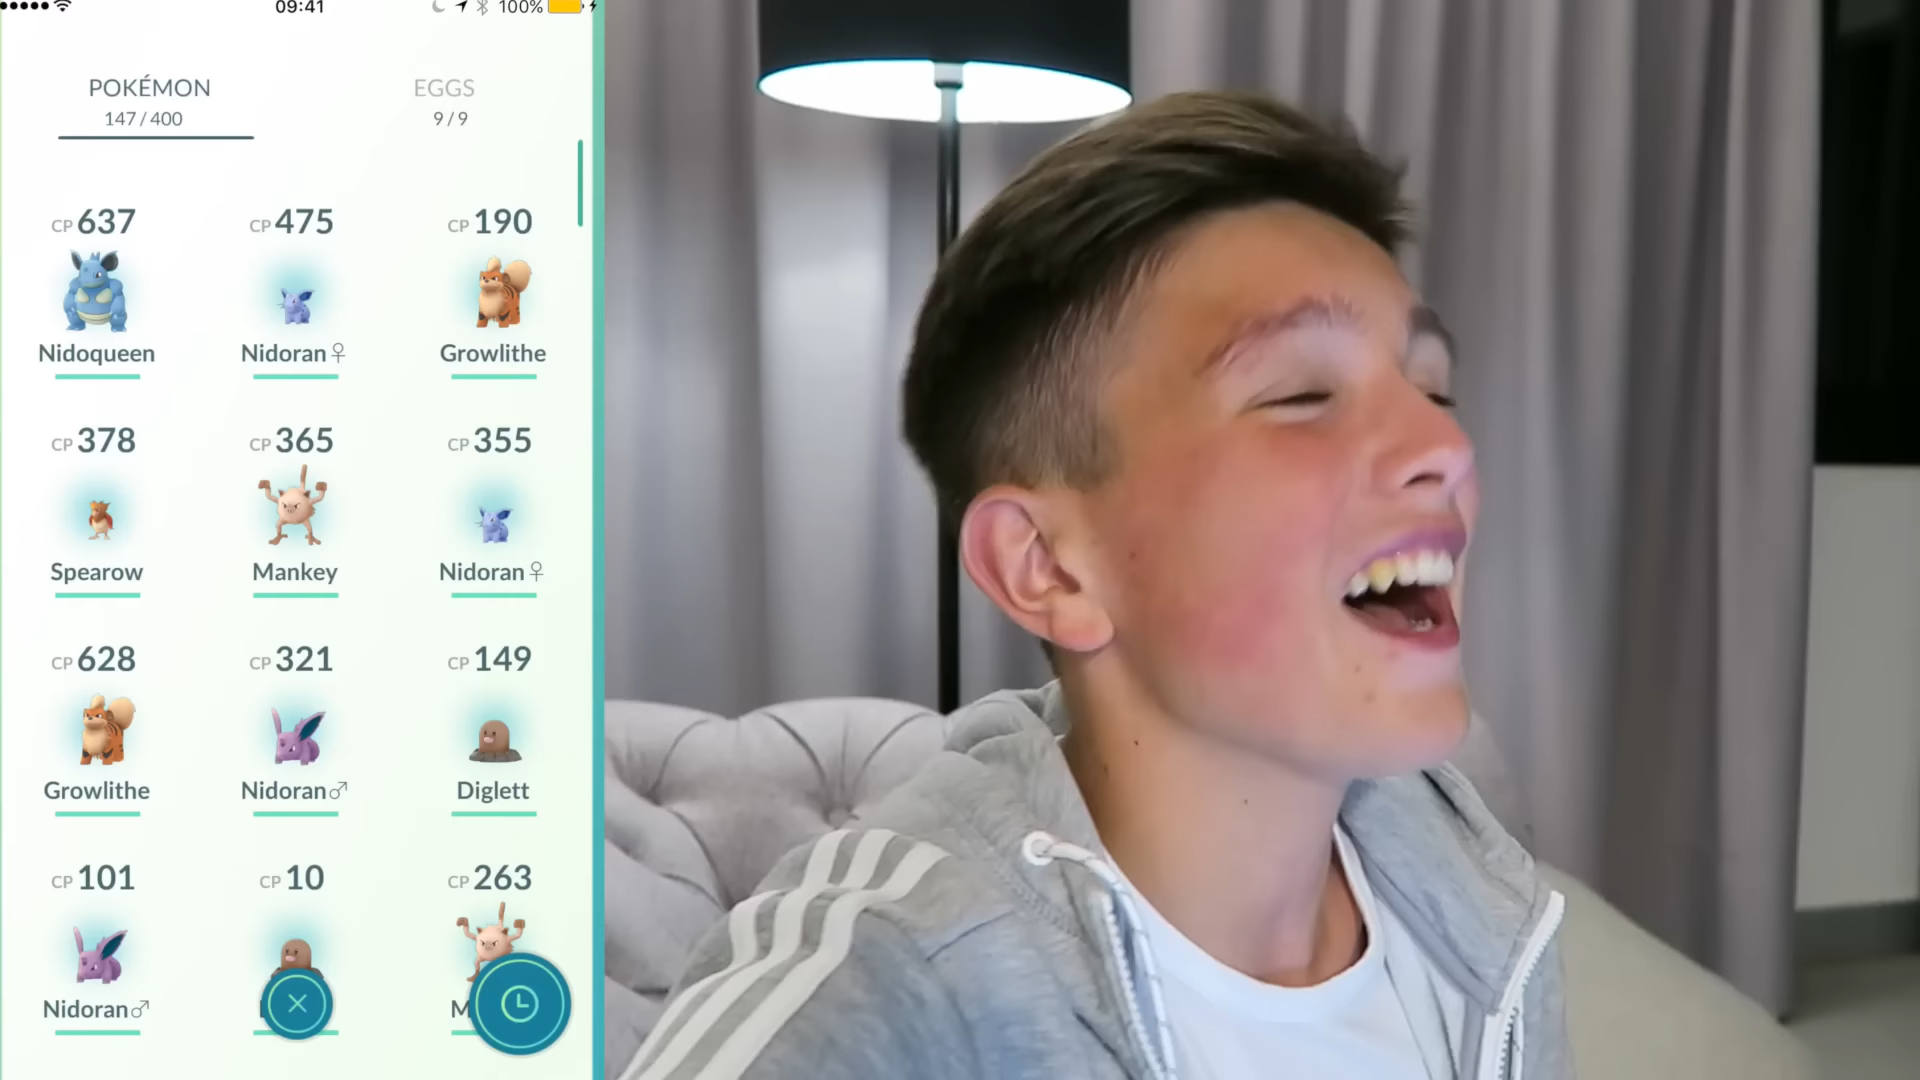 09:41
100%
POKÉMON
EGGS
147 / 400
9 / 9
CP 637
CP 475
CP 190
Nidoqueen
Nidoran♀
Growlithe
CP 378
CP 365
CP 355
Spearow
Mankey
Nidoran♀
CP 628
CP 321
CP 149
Growlithe
Nidoran♂
Diglett
CP 101
CP 10
CP 263
Nidoran♂